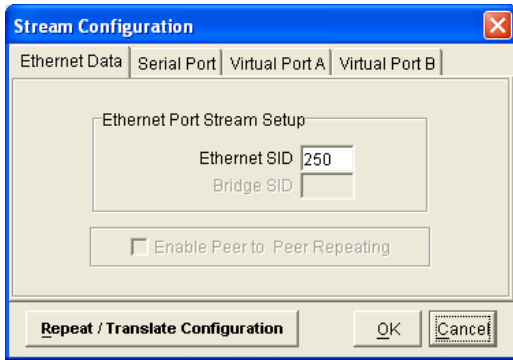 Stream Configuration
Ethernet Data Serial Port Virtual Port A Virtual Port B
Ethernet Port Stream Setup
Ethernet SID 250
Bridge SID
Enable Peer to Peer Repeating
Repeat / Translate Configuration OK Cancel